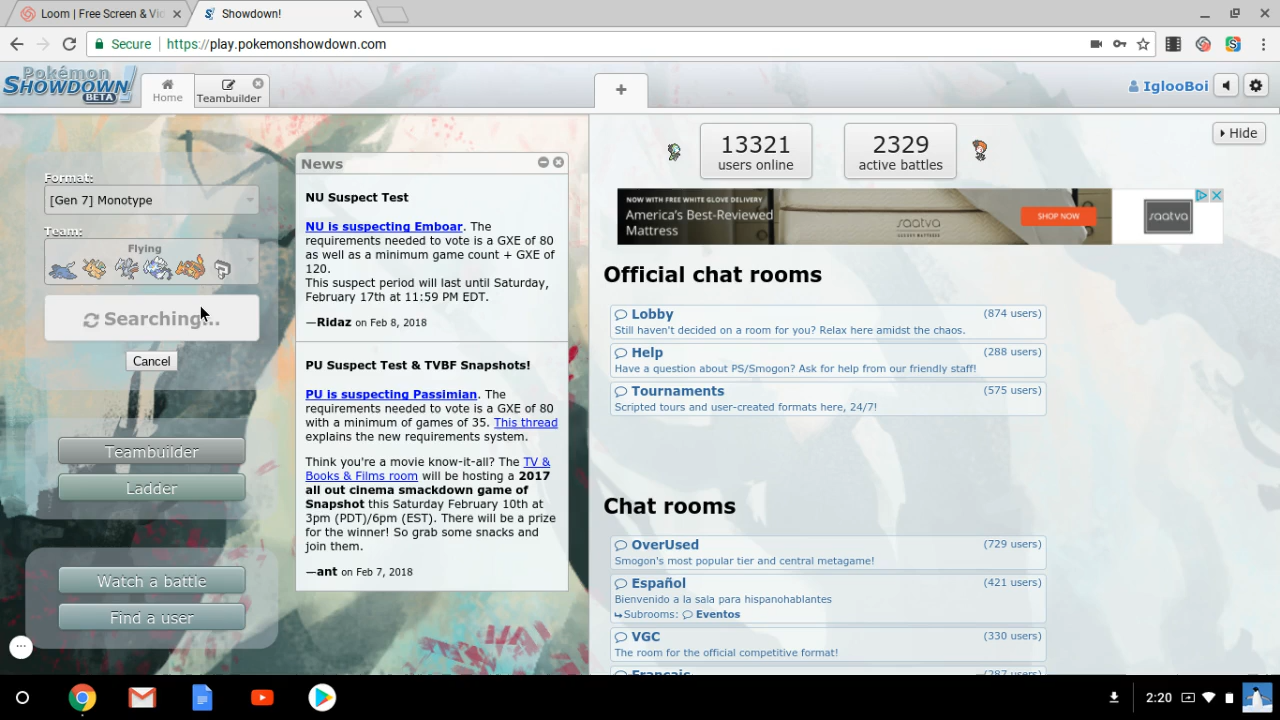 Loom | Free Screen & Vi
Showdown!
Secure
https://play.pokemonshowdown.com
Pokémon
SHOWDOWN!
BETA
Home
Teambuilder
+
IglooBoi
Format:
[Gen 7] Monotype
Team:
Flying
Searching...
Cancel
Teambuilder
Ladder
Watch a battle
Find a user
News
NU Suspect Test
NU is suspecting Emboar. The
requirements needed to vote is a GXE of 80
as well as a minimum game count + GXE of
120.
This suspect period will last until Saturday,
February 17th at 11:59 PM EDT.
—Ridaz on Feb 8, 2018
PU Suspect Test & TVBF Snapshots!
PU is suspecting Passimian. The
requirements needed to vote is a GXE of 80
with a minimum of games of 35. This thread
explains the new requirements system.
Think you're a movie know-it-all? The TV &
Books & Films room will be hosting a 2017
all out cinema smackdown game of
Snapshot this Saturday February 10th at
3pm (PDT)/6pm (EST). There will be a prize
for the winner! So grab some snacks and
join them.
—ant on Feb 7, 2018
13321
users online
2329
active battles
Hide
NOW WITH FREE WHITE GLOVE DELIVERY
America's Best-Reviewed
Mattress
saatva
LUXURY MATTRESS
SHOP NOW
saatva
Official chat rooms
Lobby (874 users)
Still haven't decided on a room for you? Relax here amidst the chaos.
Help (288 users)
Have a question about PS/Smogon? Ask for help from our friendly staff!
Tournaments (575 users)
Scripted tours and user-created formats here, 24/7!
Chat rooms
OverUsed (729 users)
Smogon's most popular tier and central metagame!
Español (421 users)
Bienvenido a la sala para hispanohablantes
Subrooms: Eventos
VGC (330 users)
The room for the official competitive format!
Français (287 users)
2:20